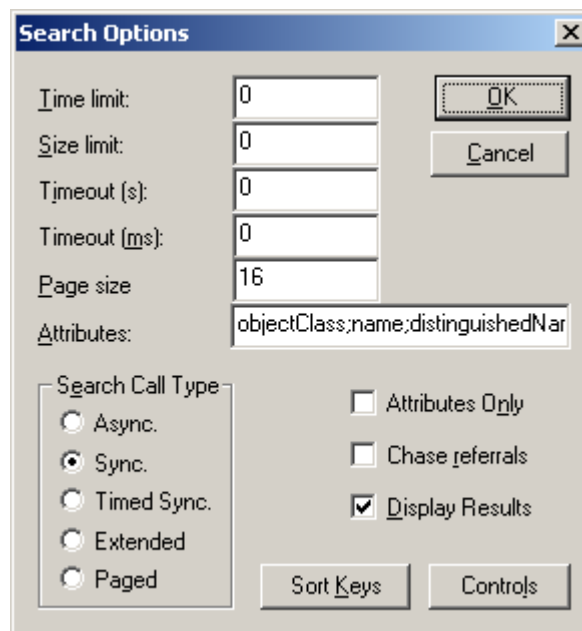 Search Options
Time limit: 0
OK
Size limit: 0
Cancel
Timeout (s): 0
Timeout (ms): 0
Page size 16
Attributes: objectClass;name;distinguishedNar
Search Call Type
Async.
Attributes Only
Sync.
Chase referrals
Timed Sync.
Display Results
Extended
Paged
Sort Keys
Controls